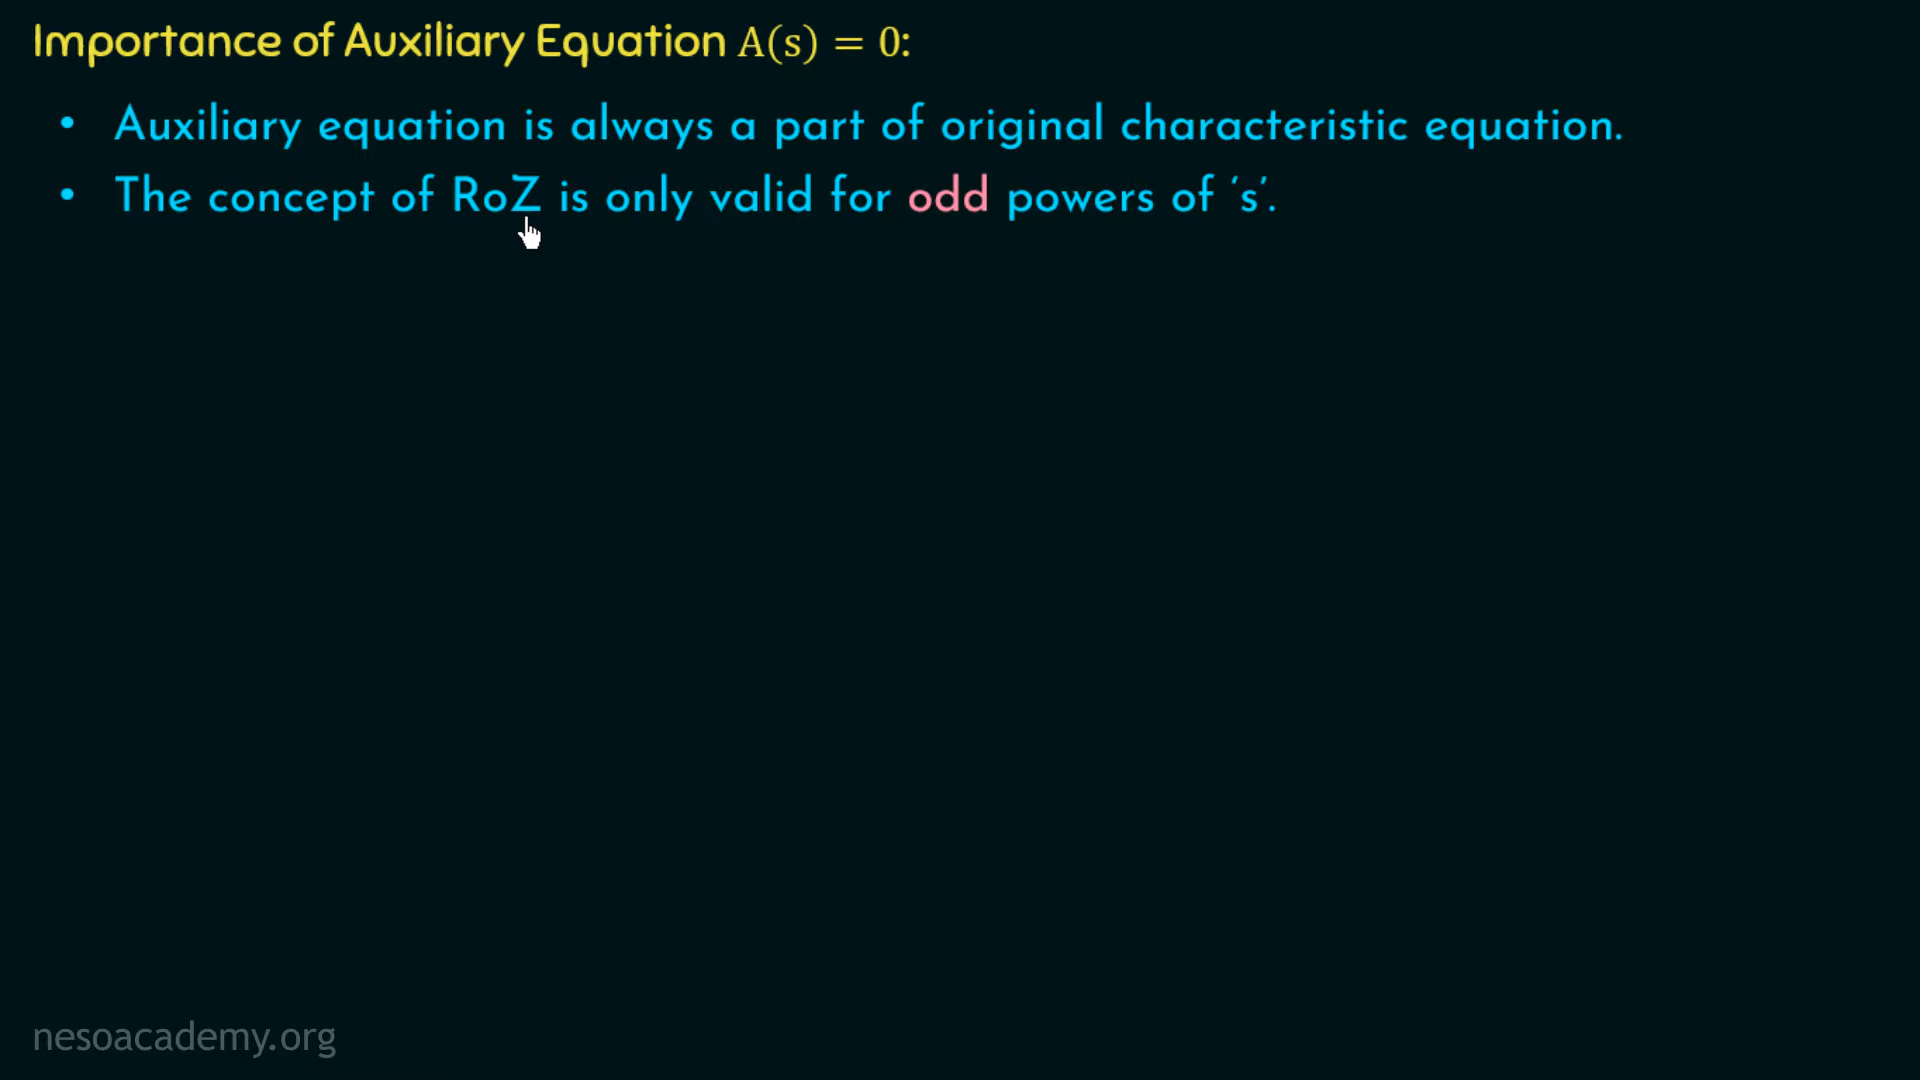 Importance of Auxiliary Equation A(s) = 0:
• Auxiliary equation is always a part of original characteristic equation.
• The concept of RoZ is only valid for odd powers of ‘s’.
nesoacademy.org